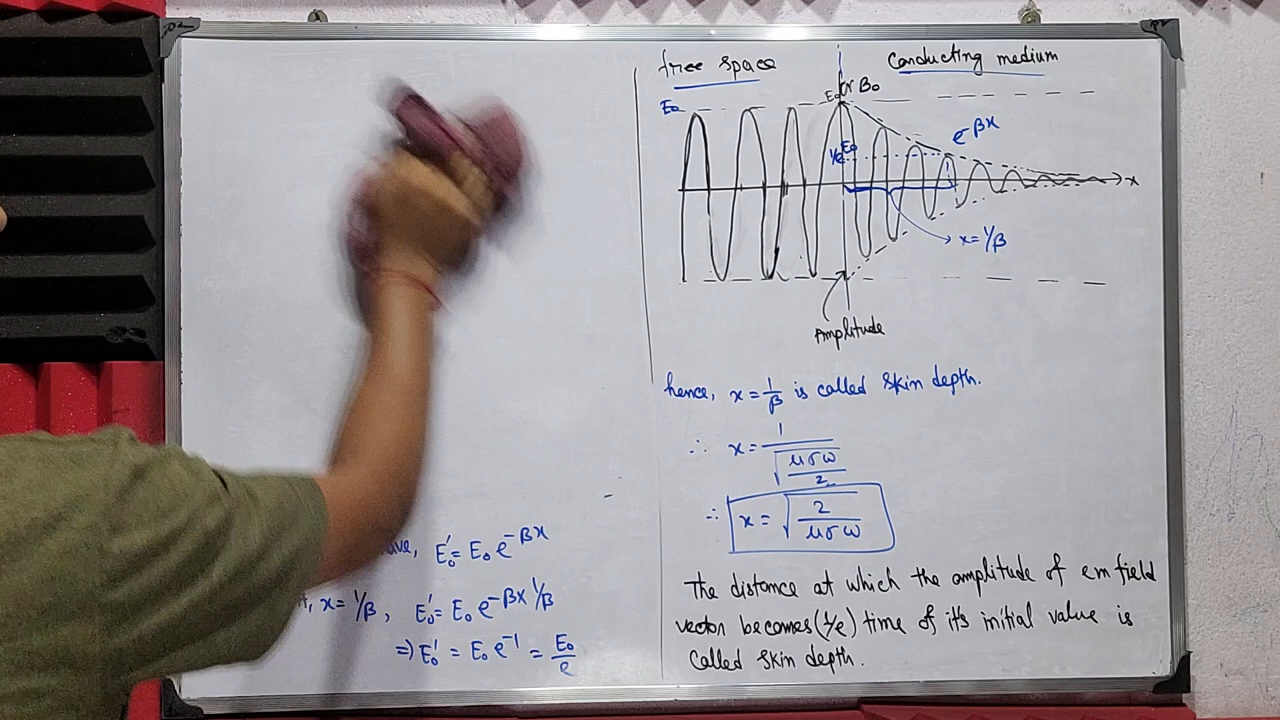 E₀' = E₀ e^-βx
x = 1/β, E₀' = E₀ e^-βx 1/β
=> E₀' = E₀ e^-1 = E₀/e
free space
Conducting medium
E₀
E₀ or B₀
1/e E₀
e^-βx
x
x = 1/β
Amplitude
hence, x = 1/β is called skin depth.
∴ x = 1/√(μσω/2)
∴ x = √(2/μσω)
The distance at which the amplitude of em field
vector becomes (1/e) time of it's initial value is
called skin depth.